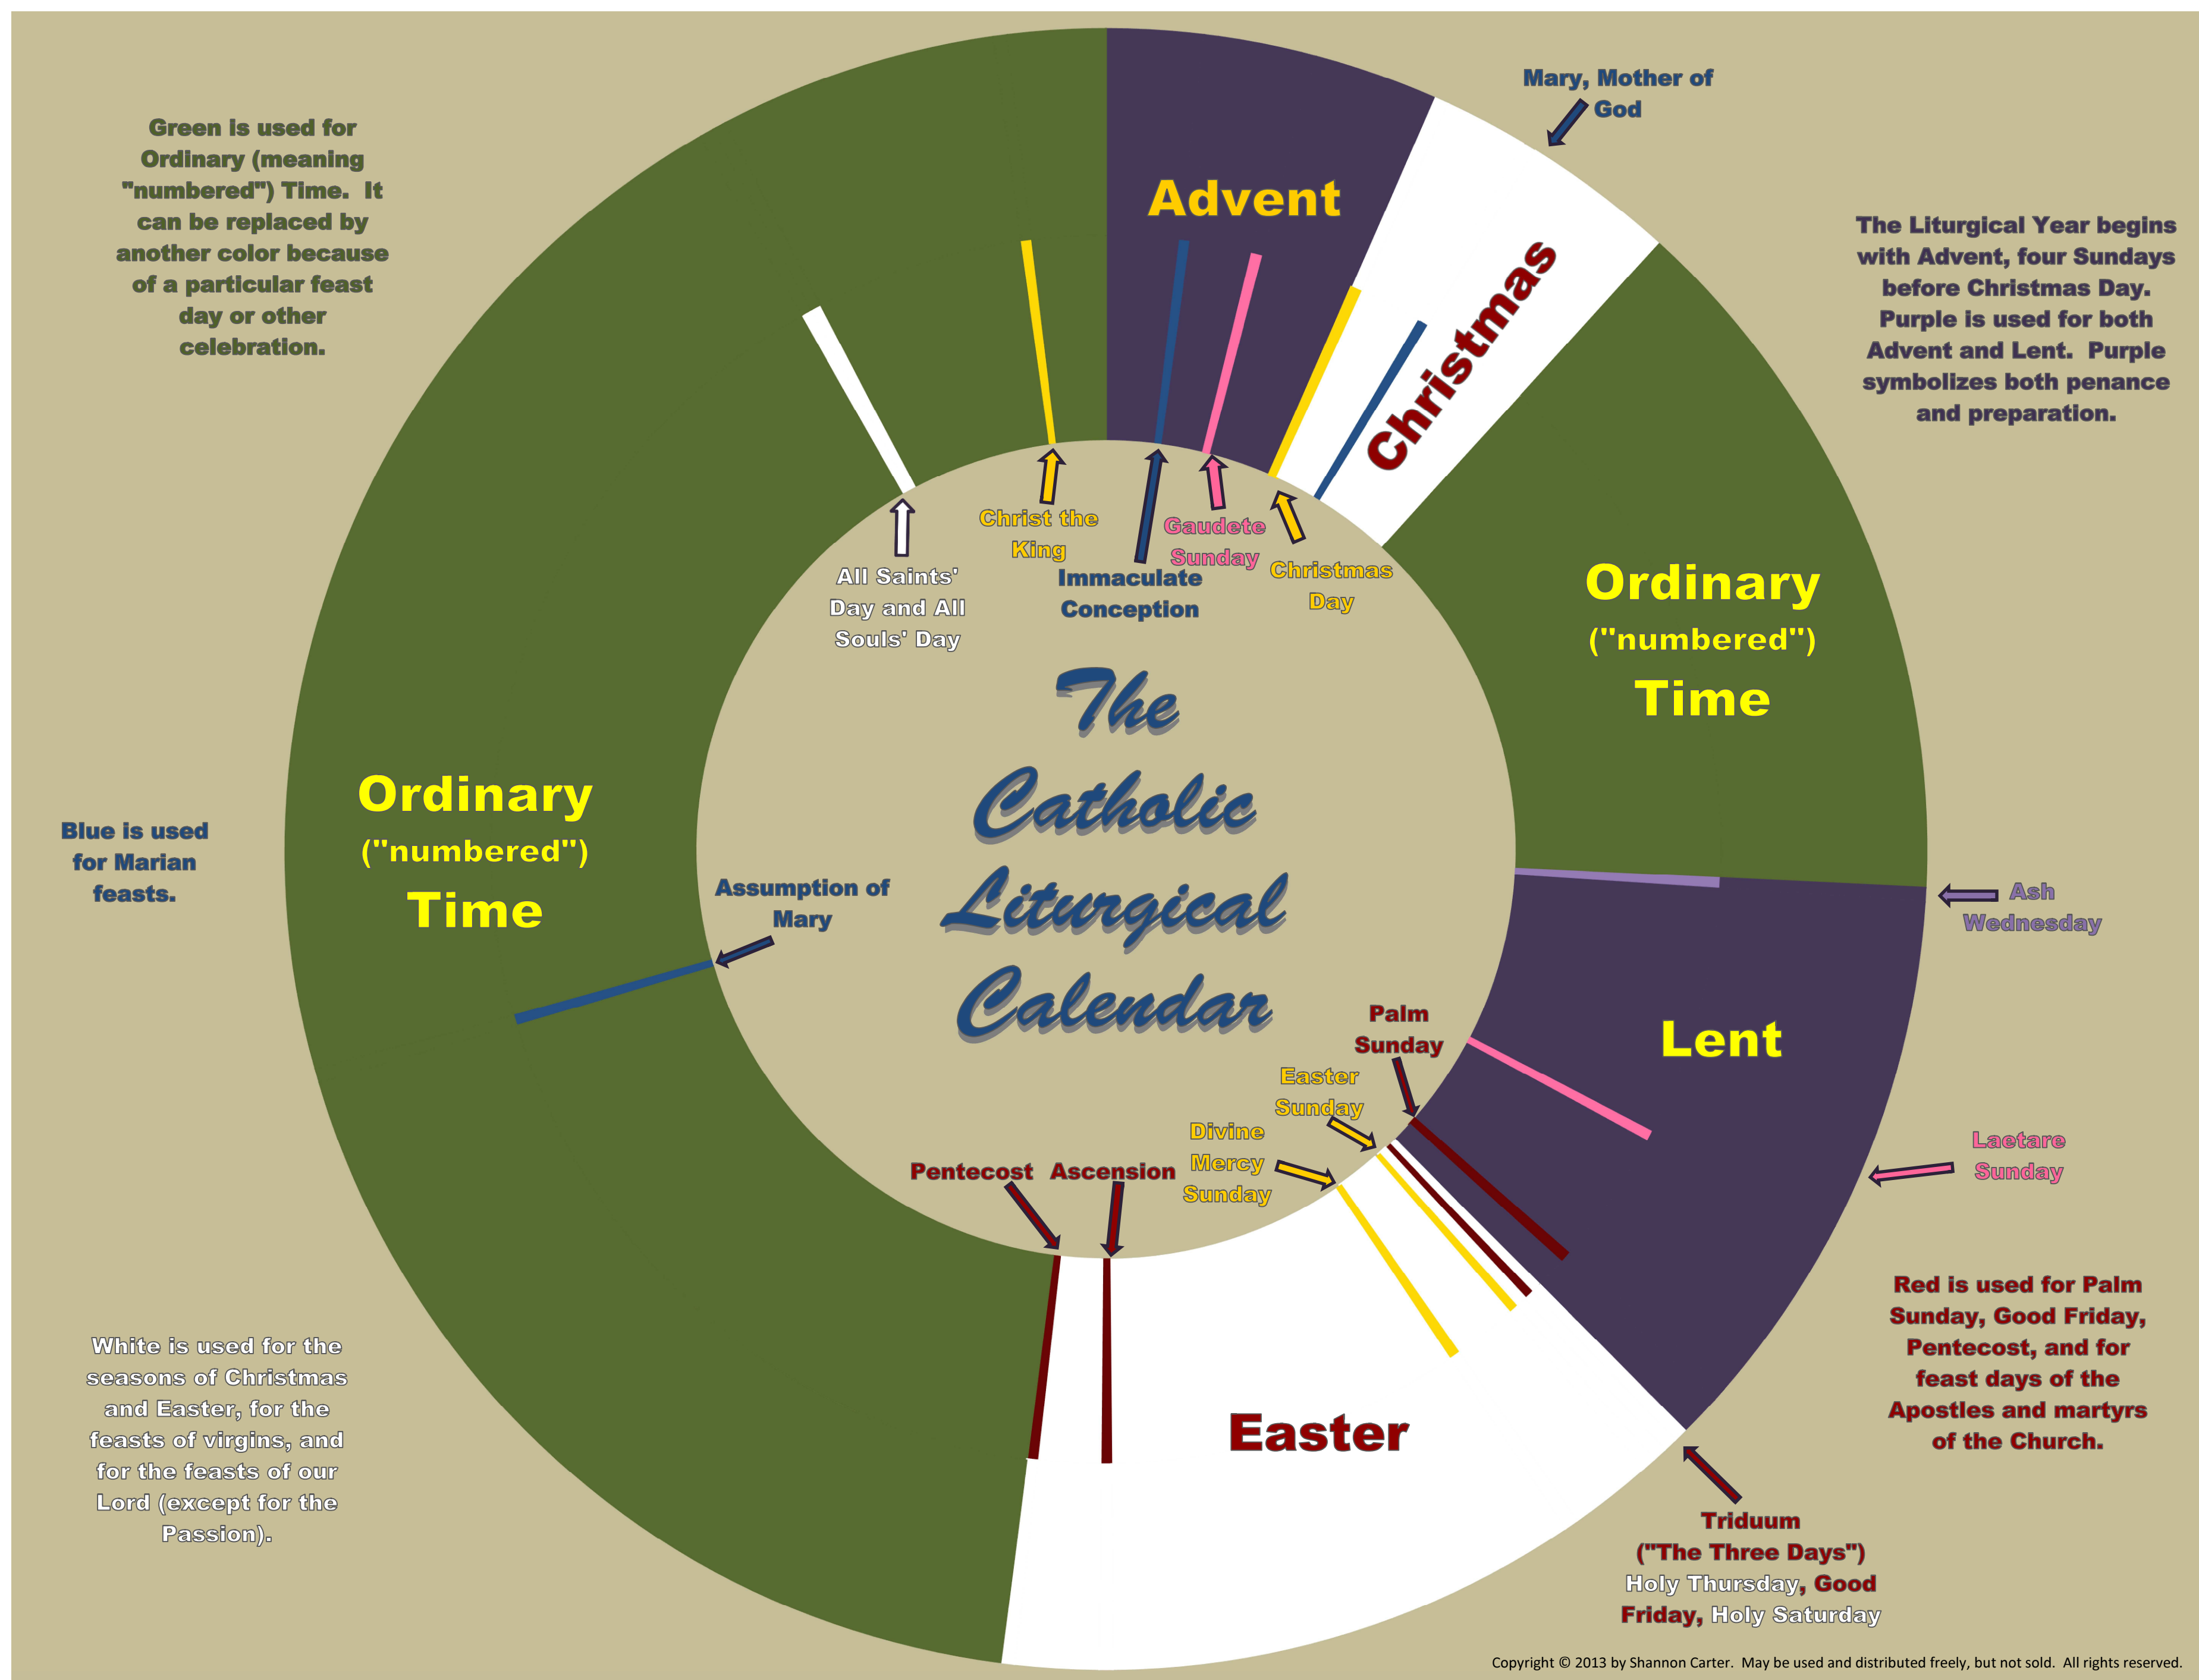 Mary, Mother of
God
Green is used for
Ordinary (meaning
"numbered") Time.  It
can be replaced by
another color because
of a particular feast
day or other
celebration.
Advent
Christmas
The Liturgical Year begins
with Advent, four Sundays
before Christmas Day.
Purple is used for both
Advent and Lent.  Purple
symbolizes both penance
and preparation.
Christ the
King
Gaudete
Sunday
Immaculate
Conception
Christmas
Day
All Saints'
Day and All
Souls' Day
Ordinary
("numbered")
Time
The
Catholic
Liturgical
Calendar
Ordinary
("numbered")
Time
Blue is used
for Marian
feasts.
Assumption of
Mary
Ash
Wednesday
Lent
Palm
Sunday
Easter
Sunday
Divine
Mercy
Sunday
Pentecost
Ascension
Laetare
Sunday
Red is used for Palm
Sunday, Good Friday,
Pentecost, and for
feast days of the
Apostles and martyrs
of the Church.
White is used for the
seasons of Christmas
and Easter, for the
feasts of virgins, and
for the feasts of our
Lord (except for the
Passion).
Easter
Triduum
("The Three Days")
Holy Thursday, Good
Friday, Holy Saturday
Copyright © 2013 by Shannon Carter.  May be used and distributed freely, but not sold.  All rights reserved.